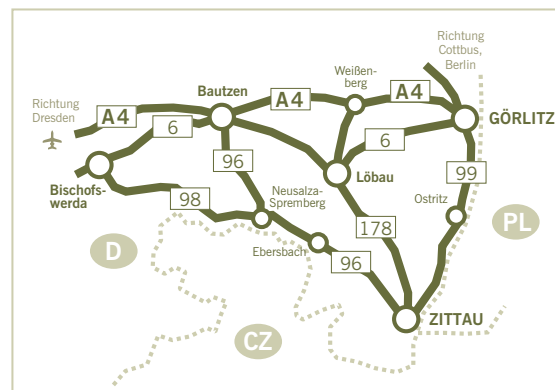 Richtung
Cottbus,
Berlin
Weißen-
berg
Bautzen
A4
A4
Richtung
Dresden
A4
GÖRLITZ
6
6
96
99
Löbau
Bischofs-
werda
98
Neusalza-
Spremberg
Ostritz
178
PL
D
Ebersbach
96
ZITTAU
CZ